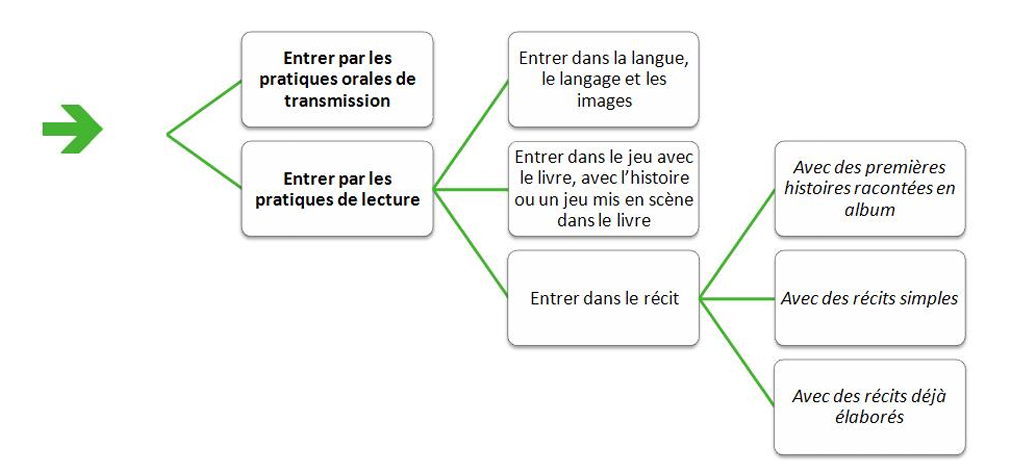 Entrer par les
pratiques orales de
transmission
Entrer par les
pratiques de lecture
Entrer dans la langue,
le langage et les
images
Entrer dans le jeu avec
le livre, avec l’histoire
ou un jeu mis en scène
dans le livre
Entrer dans le récit
Avec des premières
histoires racontées en
album
Avec des récits simples
Avec des récits déjà
élaborés